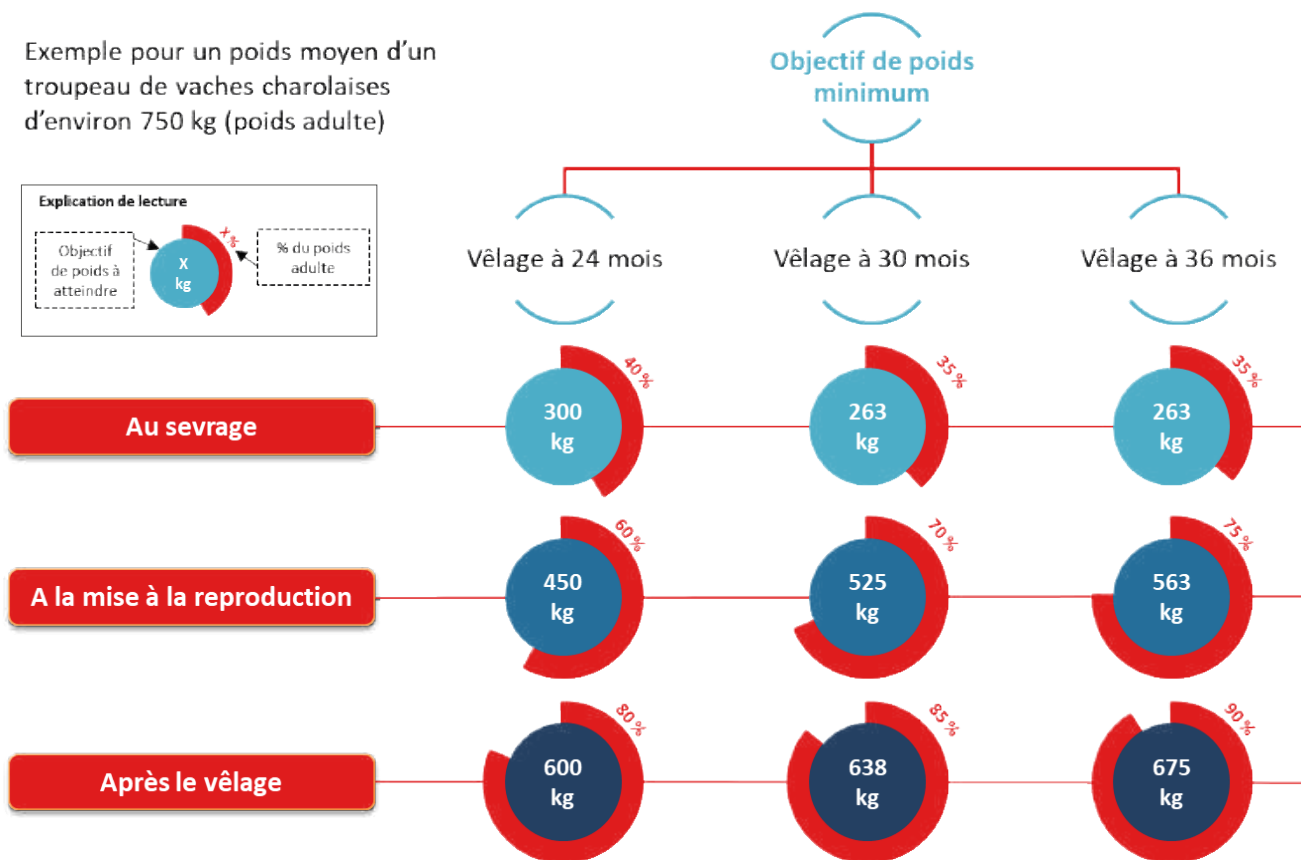 Exemple pour un poids moyen d'un
troupeau de vaches charolaises
d'environ 750 kg (poids adulte)
Objectif de poids
minimum
Explication de lecture
Objectif
de poids à
atteindre
X
kg
X %
% du poids
adulte
Vêlage à 24 mois
Vêlage à 30 mois
Vêlage à 36 mois
Au sevrage
300
kg
40 %
263
kg
35 %
263
kg
35 %
A la mise à la reproduction
450
kg
60 %
525
kg
70 %
563
kg
75 %
Après le vêlage
600
kg
80 %
638
kg
85 %
675
kg
90 %